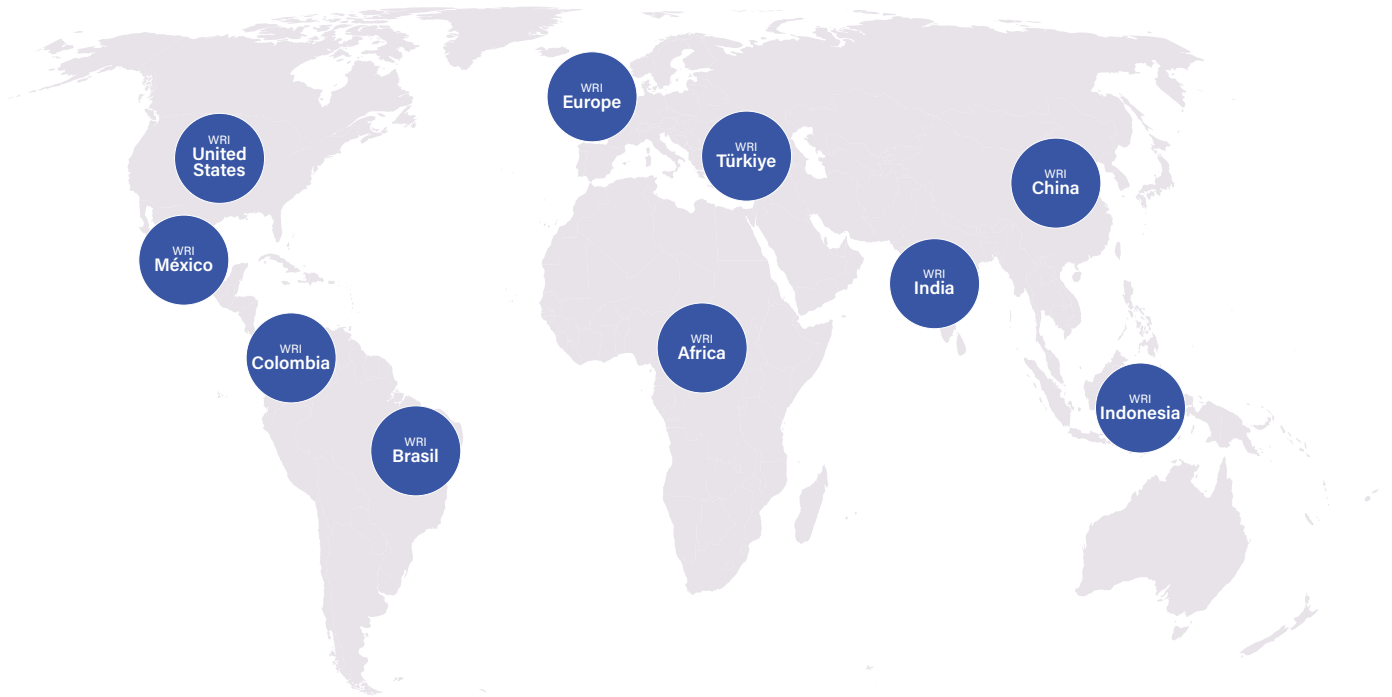 WRI
Europe
WRI
United
States
WRI
Türkiye
WRI
China
WRI
México
WRI
India
WRI
Africa
WRI
Colombia
WRI
Indonesia
WRI
Brasil